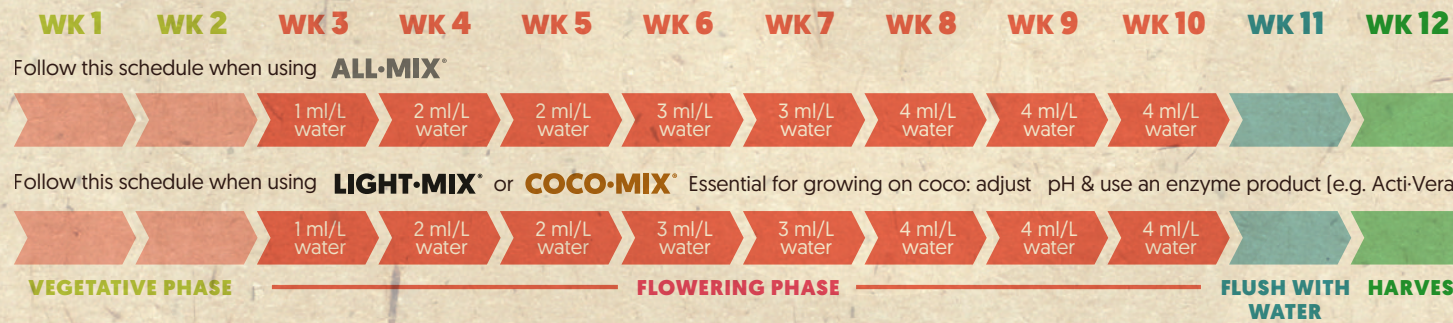 WK 1 WK 2 WK 3 WK 4 WK 5 WK 6 WK 7 WK 8 WK 9 WK 10 WK 11 WK 12
Follow this schedule when using ALL•MIX®
1 ml/L 2 ml/L 2 ml/L 3 ml/L 3 ml/L 4 ml/L 4 ml/L 4 ml/L
water water water water water water water water
Follow this schedule when using LIGHT•MIX® or COCO•MIX® Essential for growing on coco: adjust pH & use an enzyme product (e.g. Acti•Vera
1 ml/L 2 ml/L 2 ml/L 3 ml/L 3 ml/L 4 ml/L 4 ml/L 4 ml/L
water water water water water water water water
VEGETATIVE PHASE FLOWERING PHASE FLUSH WITH HARVES
WATER